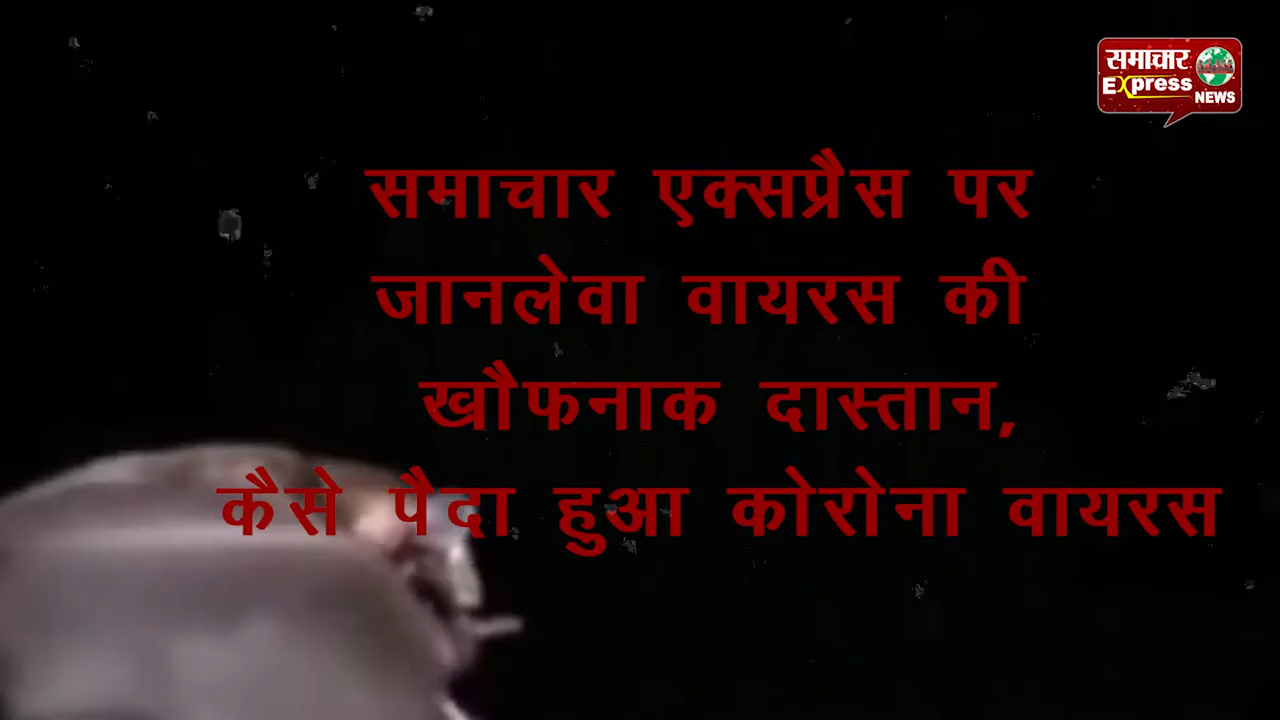 समाचार
Express
NEWS
समाचार एक्सप्रैस पर
जानलेवा वायरस की
खौफनाक दास्तान,
कैसे पैदा हुआ कोरोना वायरस